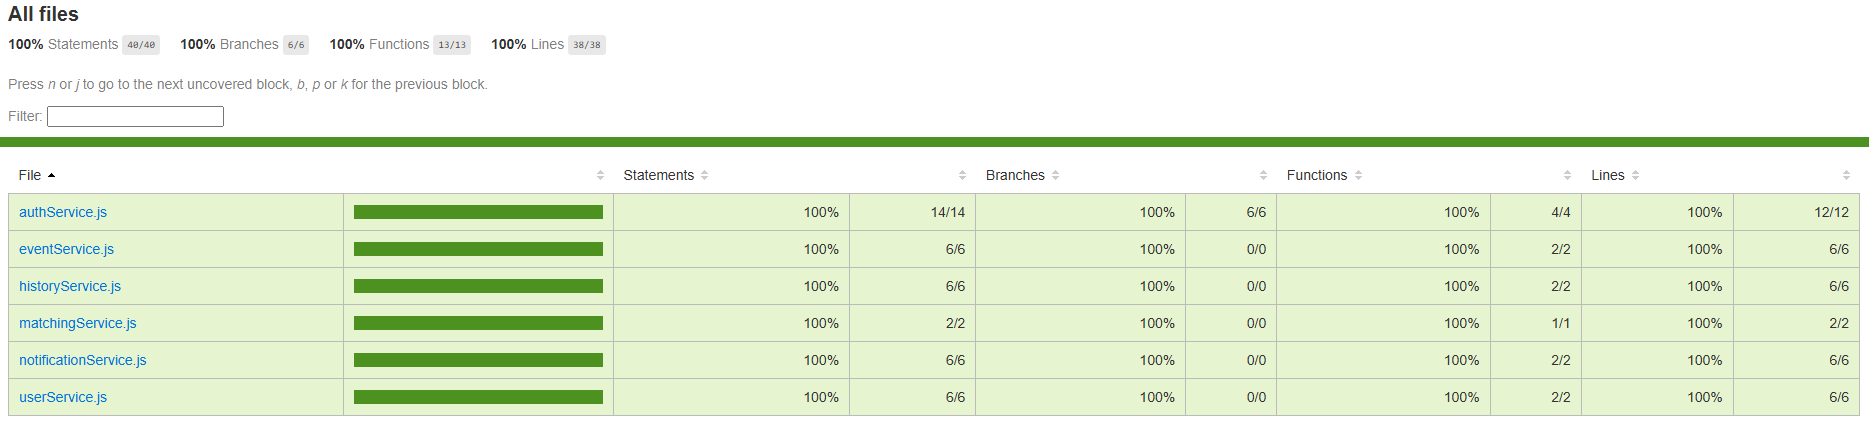 All files
100% Statements 40/40 100% Branches 6/6 100% Functions 13/13 100% Lines 38/38
Press n or j to go to the next uncovered block, b, p or k for the previous block.
Filter:
File Statements Branches Functions Lines
authService.js 100% 14/14 100% 6/6 100% 4/4 100% 12/12
eventService.js 100% 6/6 100% 0/0 100% 2/2 100% 6/6
historyService.js 100% 6/6 100% 0/0 100% 2/2 100% 6/6
matchingService.js 100% 2/2 100% 0/0 100% 1/1 100% 2/2
notificationService.js 100% 6/6 100% 0/0 100% 2/2 100% 6/6
userService.js 100% 6/6 100% 0/0 100% 2/2 100% 6/6